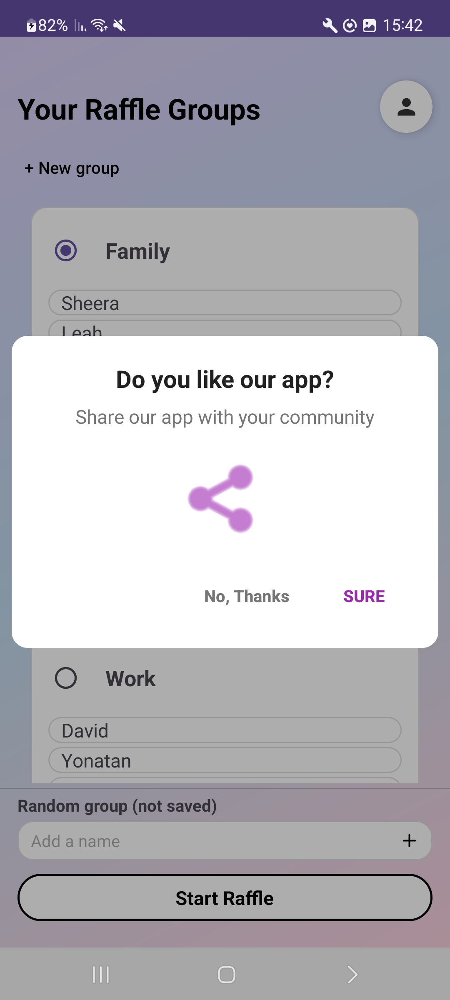 82%
15:42
Your Raffle Groups
+ New group
Family
Sheera
Leah
Do you like our app?
Share our app with your community
No, Thanks
SURE
Work
David
Yonatan
Random group (not saved)
Add a name
Start Raffle